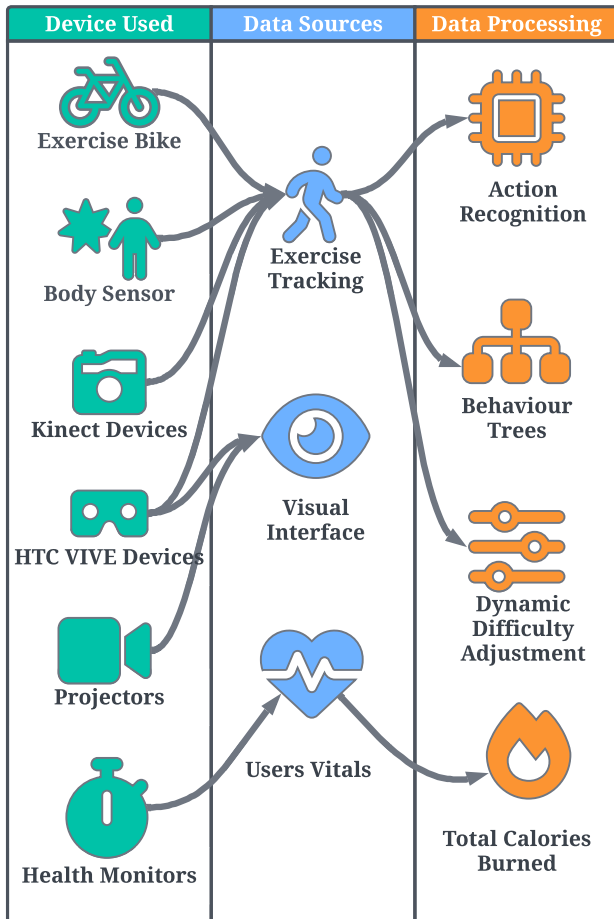 Device Used
Data Sources
Data Processing
Exercise Bike
Body Sensor
Kinect Devices
HTC VIVE Devices
Projectors
Health Monitors
Exercise
Tracking
Visual
Interface
Users Vitals
Action
Recognition
Behaviour
Trees
Dynamic
Difficulty
Adjustment
Total Calories
Burned